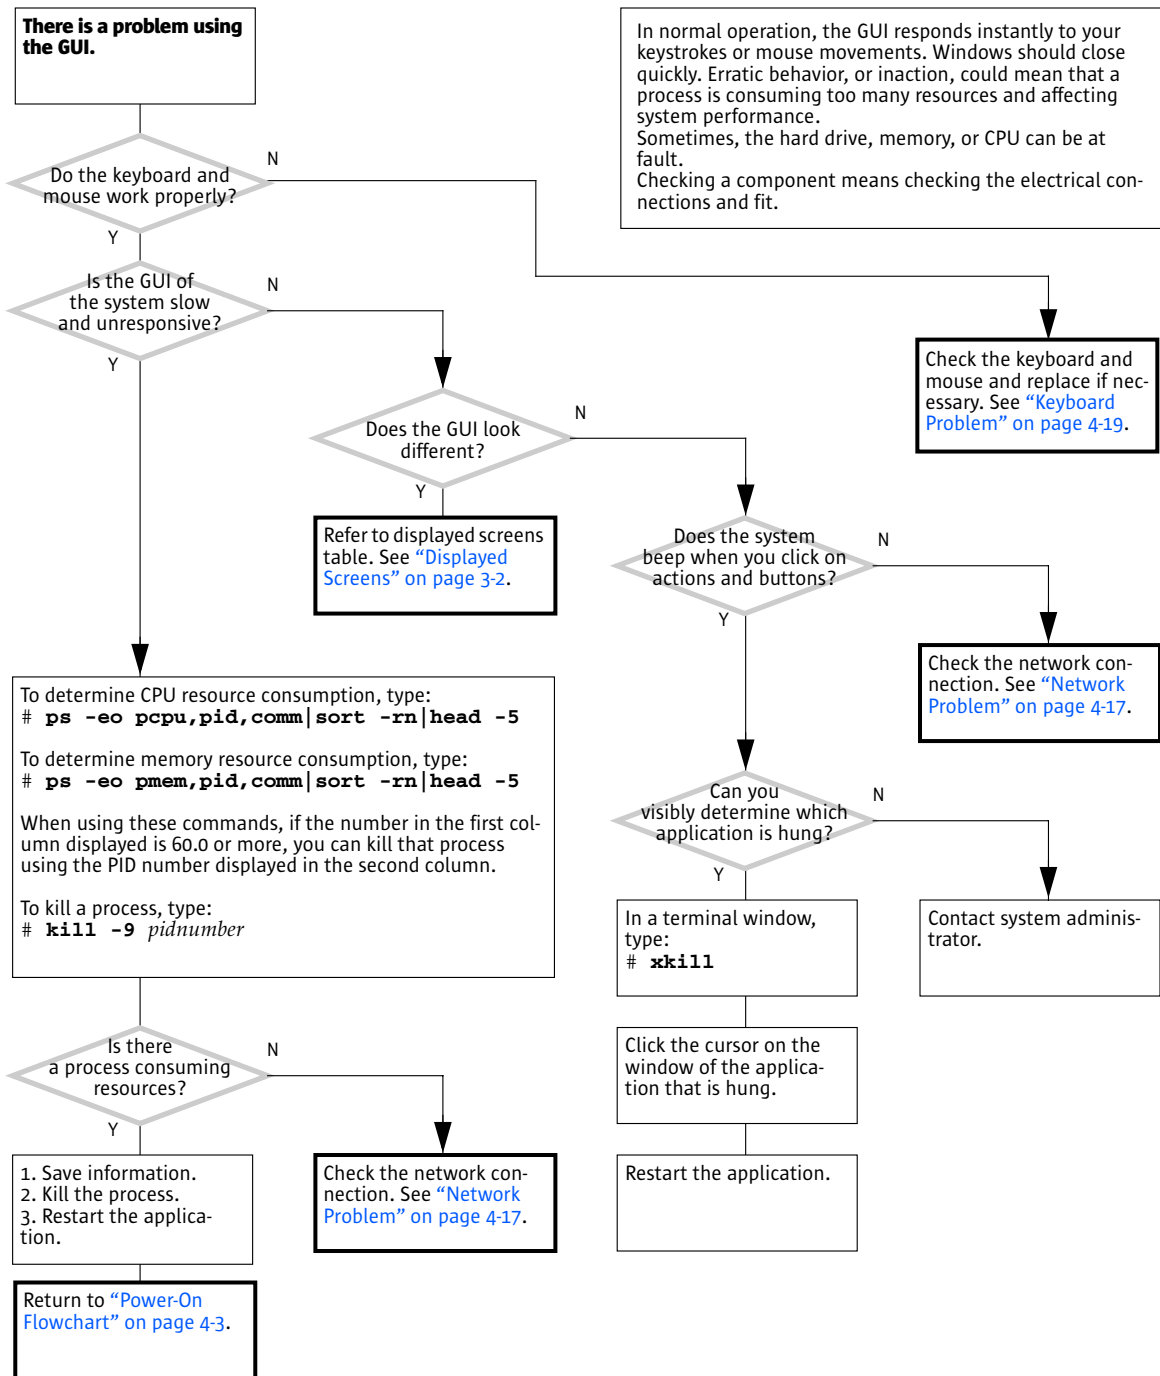 There is a problem using
the GUI.
In normal operation, the GUI responds instantly to your
keystrokes or mouse movements. Windows should close
quickly. Erratic behavior, or inaction, could mean that a
process is consuming too many resources and affecting
system performance.
Sometimes, the hard drive, memory, or CPU can be at
fault.
Checking a component means checking the electrical con-
nections and fit.
Do the keyboard and
mouse work properly?
N
Y
Is the GUI of
the system slow
and unresponsive?
N
Y
Check the keyboard and
mouse and replace if nec-
essary. See “Keyboard
Problem” on page 4-19.
Does the GUI look
different?
N
Y
Refer to displayed screens
table. See “Displayed
Screens” on page 3-2.
Does the system
beep when you click on
actions and buttons?
N
Y
Check the network con-
nection. See “Network
Problem” on page 4-17.
To determine CPU resource consumption, type:
# ps -eo pcpu,pid,comm|sort -rn|head -5
To determine memory resource consumption, type:
# ps -eo pmem,pid,comm|sort -rn|head -5
When using these commands, if the number in the first col-
umn displayed is 60.0 or more, you can kill that process
using the PID number displayed in the second column.
To kill a process, type:
# kill -9 pidnumber
Can you
visibly determine which
application is hung?
N
Y
In a terminal window,
type:
# xkill
Contact system adminis-
trator.
Click the cursor on the
window of the applica-
tion that is hung.
Restart the application.
Is there
a process consuming
resources?
N
Y
1. Save information.
2. Kill the process.
3. Restart the applica-
tion.
Check the network con-
nection. See “Network
Problem” on page 4-17.
Return to “Power-On
Flowchart” on page 4-3.